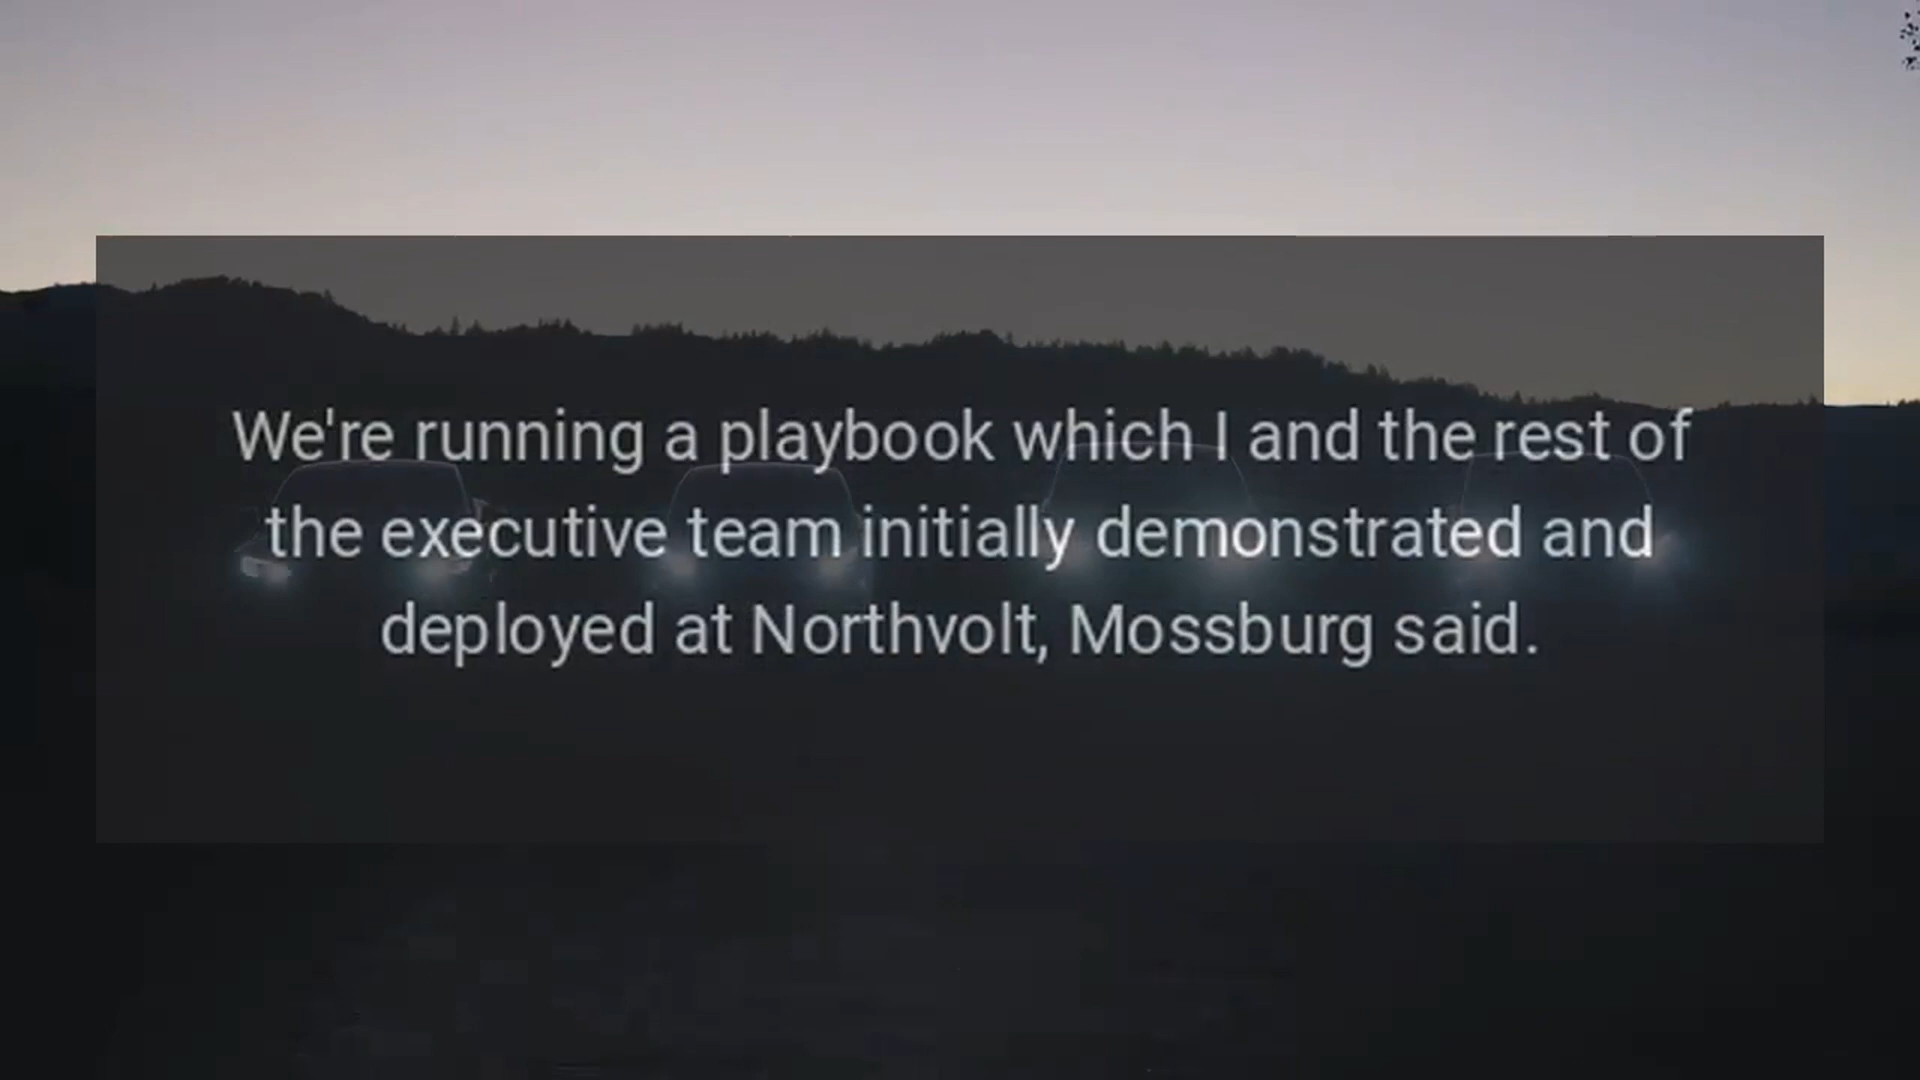 We're running a playbook which I and the rest of
the executive team initially demonstrated and
deployed at Northvolt, Mossburg said.